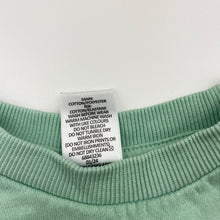 MAIN:
COTTON/POLYESTER
RIB:
COTTON/ELASTANE
WASH BEFORE WEAR
WARM MACHINE WASH
WITH LIKE COLOURS
DO NOT BLEACH
DO NOT TUMBLE DRY
WARM IRON
(DO NOT IRON PRINTS OR
EMBELLISHMENTS)
DO NOT DRY CLEAN
68843236